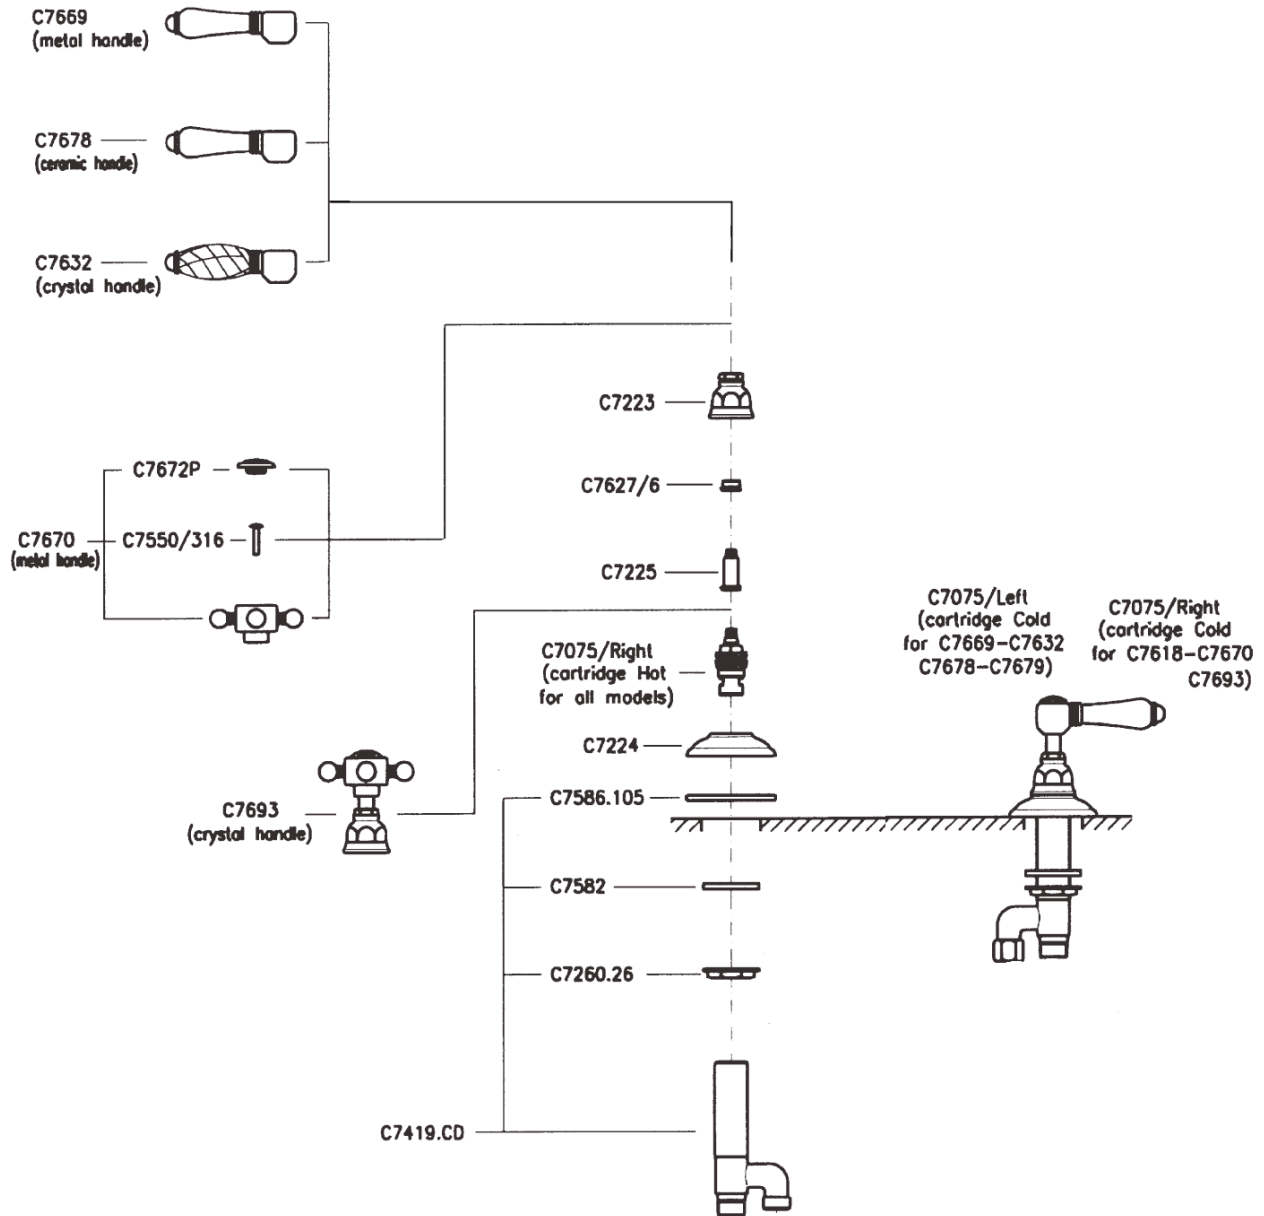 C7669
(metal handle)
C7678
(ceramic handle)
C7632
(crystal handle)
C7223
C7672P
C7627/6
C7670
(metal handle)
C7550/316
C7225
C7075/Left
(cartridge Cold
for C7669-C7632
C7678-C7679)
C7075/Right
(cartridge Cold
for C7618-C7670
C7693)
C7075/Right
(cartridge Hot
for all models)
C7224
C7586.105
C7693
(crystal handle)
C7582
C7260.26
C7419.CD